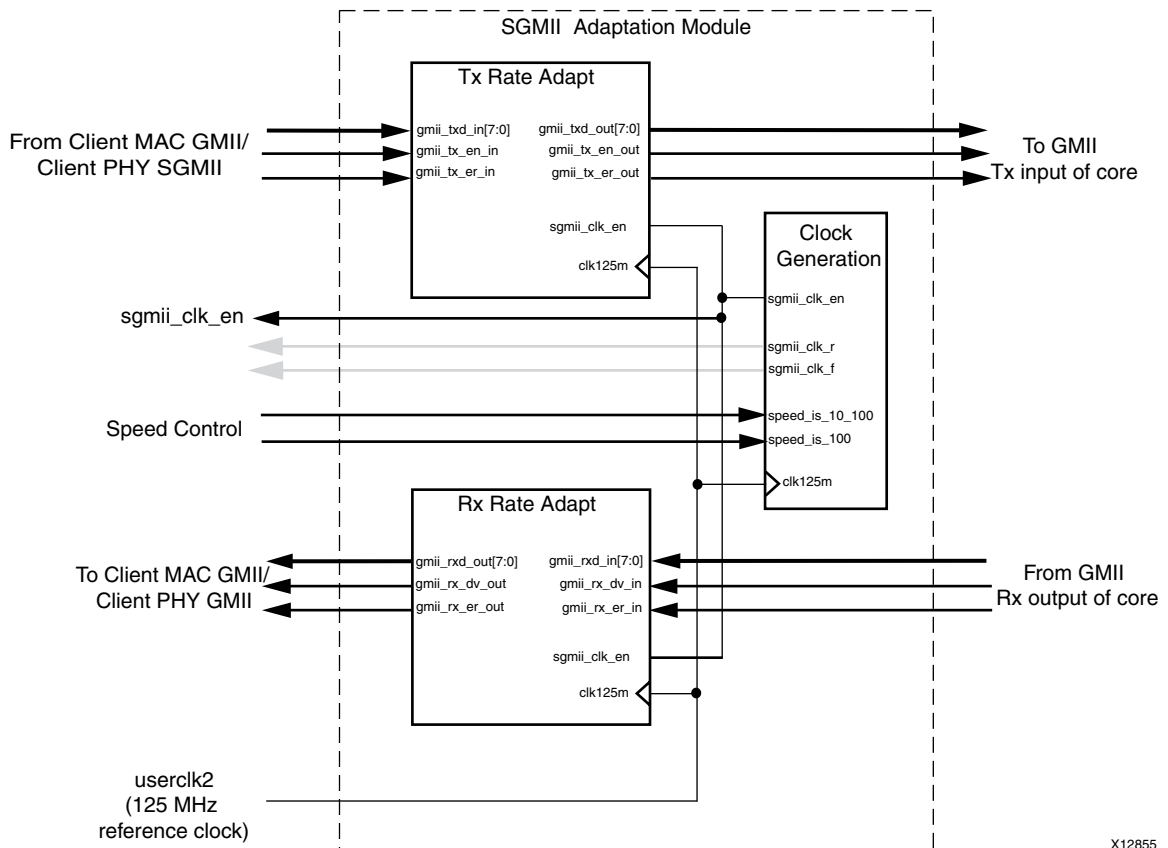 SGMII Adaptation Module
Tx Rate Adapt
From Client MAC GMII/
Client PHY SGMII
gmii_txd_in[7:0]
gmii_tx_en_in
gmii_tx_er_in
gmii_txd_out[7:0]
gmii_tx_en_out
gmii_tx_er_out
sgmii_clk_en
clk125m
To GMII
Tx input of core
Clock
Generation
sgmii_clk_en
sgmii_clk_r
sgmii_clk_f
speed_is_10_100
speed_is_100
clk125m
sgmii_clk_en
Speed Control
Rx Rate Adapt
To Client MAC GMII/
Client PHY GMII
gmii_rxd_out[7:0]
gmii_rx_dv_out
gmii_rx_er_out
gmii_rxd_in[7:0]
gmii_rx_dv_in
gmii_rx_er_in
sgmii_clk_en
clk125m
From GMII
Rx output of core
userclk2
(125 MHz
reference clock)
X12855